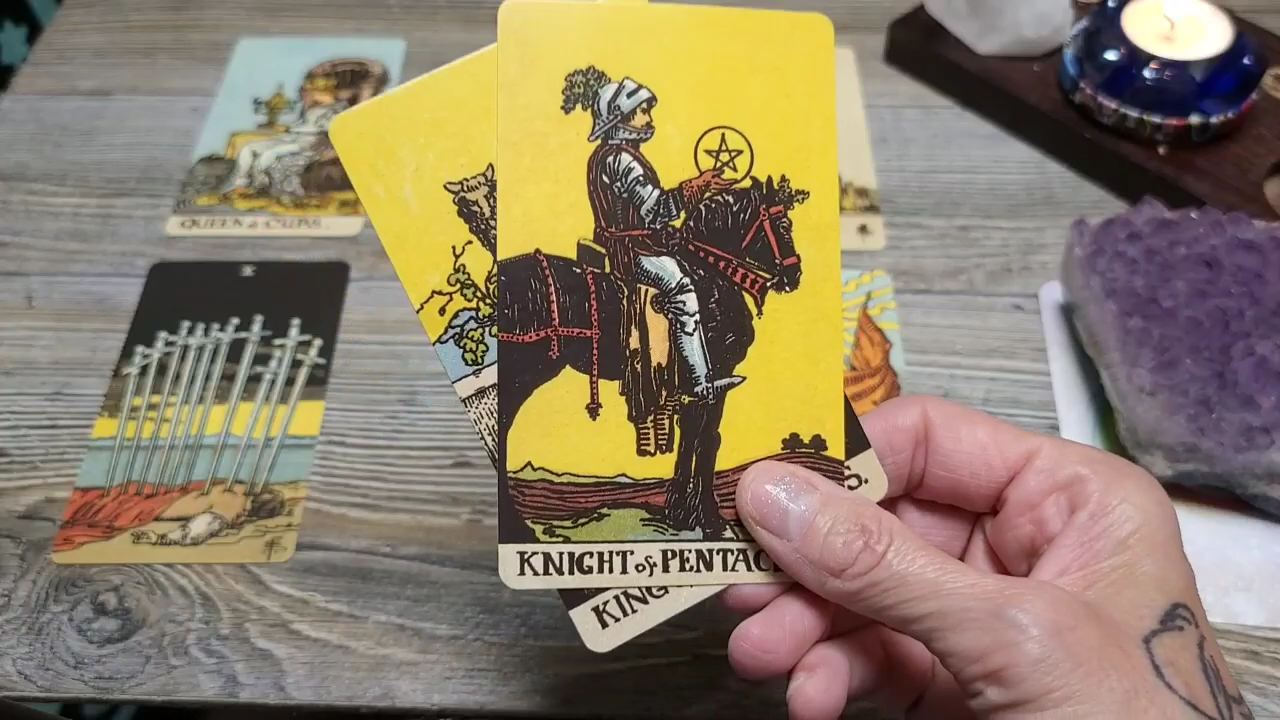 QUEEN of CUPS.
X
KNIGHT of PENTAC
KING
S.